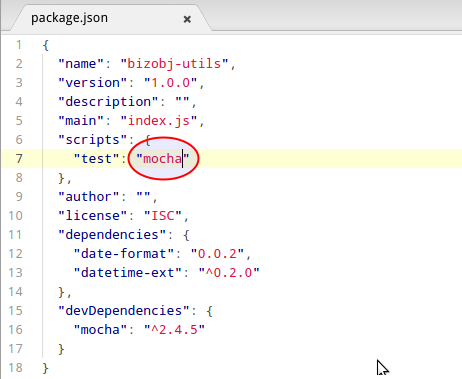 package.json ×
1 {
2 "name": "bizobj-utils",
3 "version": "1.0.0",
4 "description": "",
5 "main": "index.js",
6 "scripts": {
7 "test": "mocha"
8 },
9 "author": "",
10 "license": "ISC",
11 "dependencies": {
12 "date-format": "0.0.2",
13 "datetime-ext": "^0.2.0"
14 },
15 "devDependencies": {
16 "mocha": "^2.4.5"
17 }
18 }